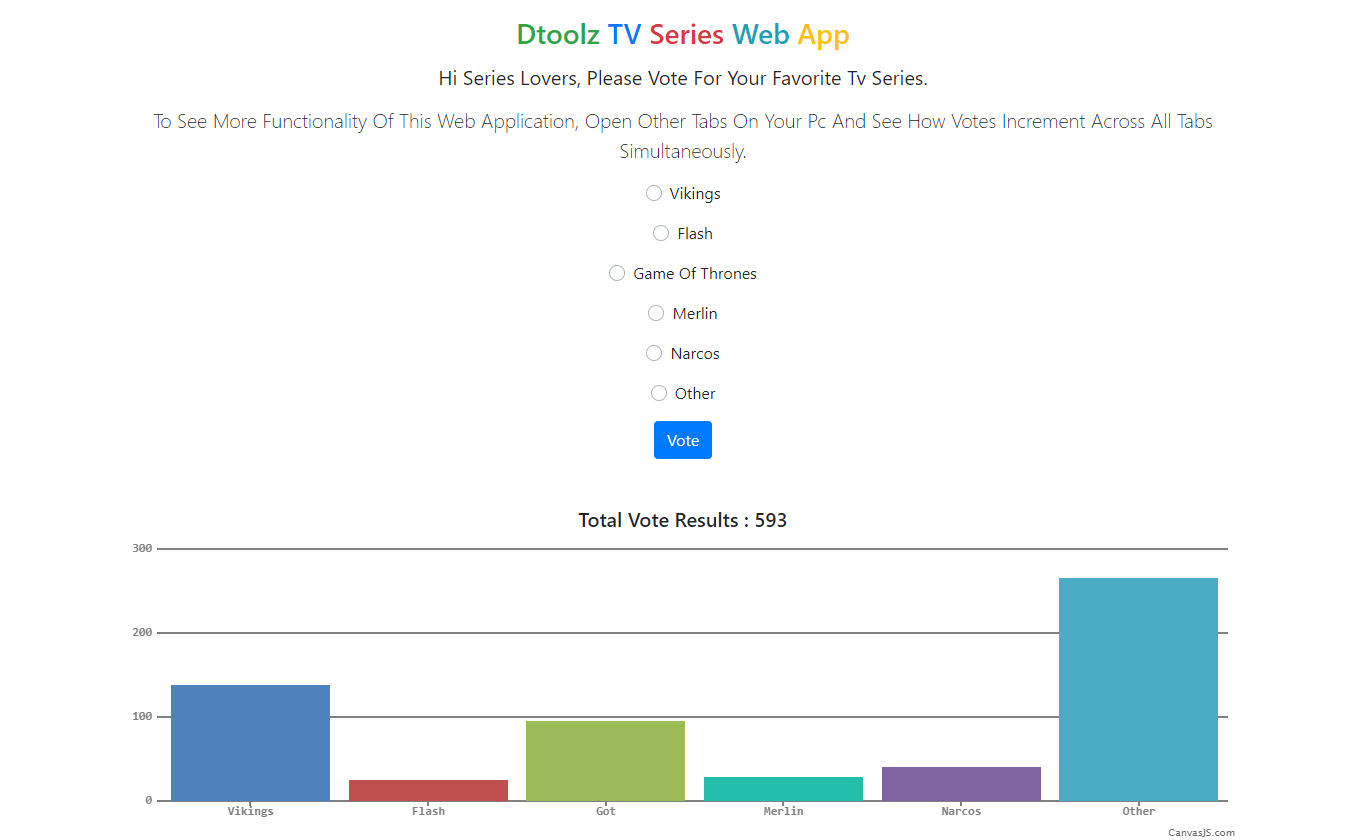 Dtoolz TV Series Web App
Hi Series Lovers, Please Vote For Your Favorite Tv Series.
To See More Functionality Of This Web Application, Open Other Tabs On Your Pc And See How Votes Increment Across All Tabs
Simultaneously.
Vikings
Flash
Game Of Thrones
Merlin
Narcos
Other
Vote
Total Vote Results : 593
300
200
100
0
Vikings Flash Got Merlin Narcos Other
CanvasJS.com